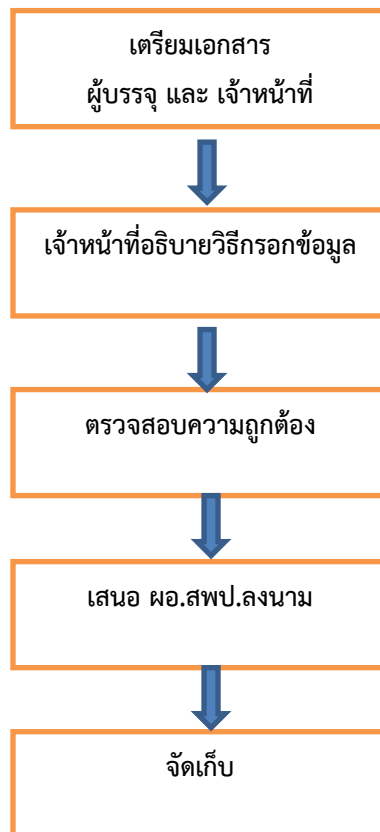 เตรียมเอกสาร
ผู้บรรจุ และ เจ้าหน้าที่
เจ้าหน้าที่อธิบายวิธีกรอกข้อมูล
ตรวจสอบความถูกต้อง
เสนอ ผอ.สพป.ลงนาม
จัดเก็บ